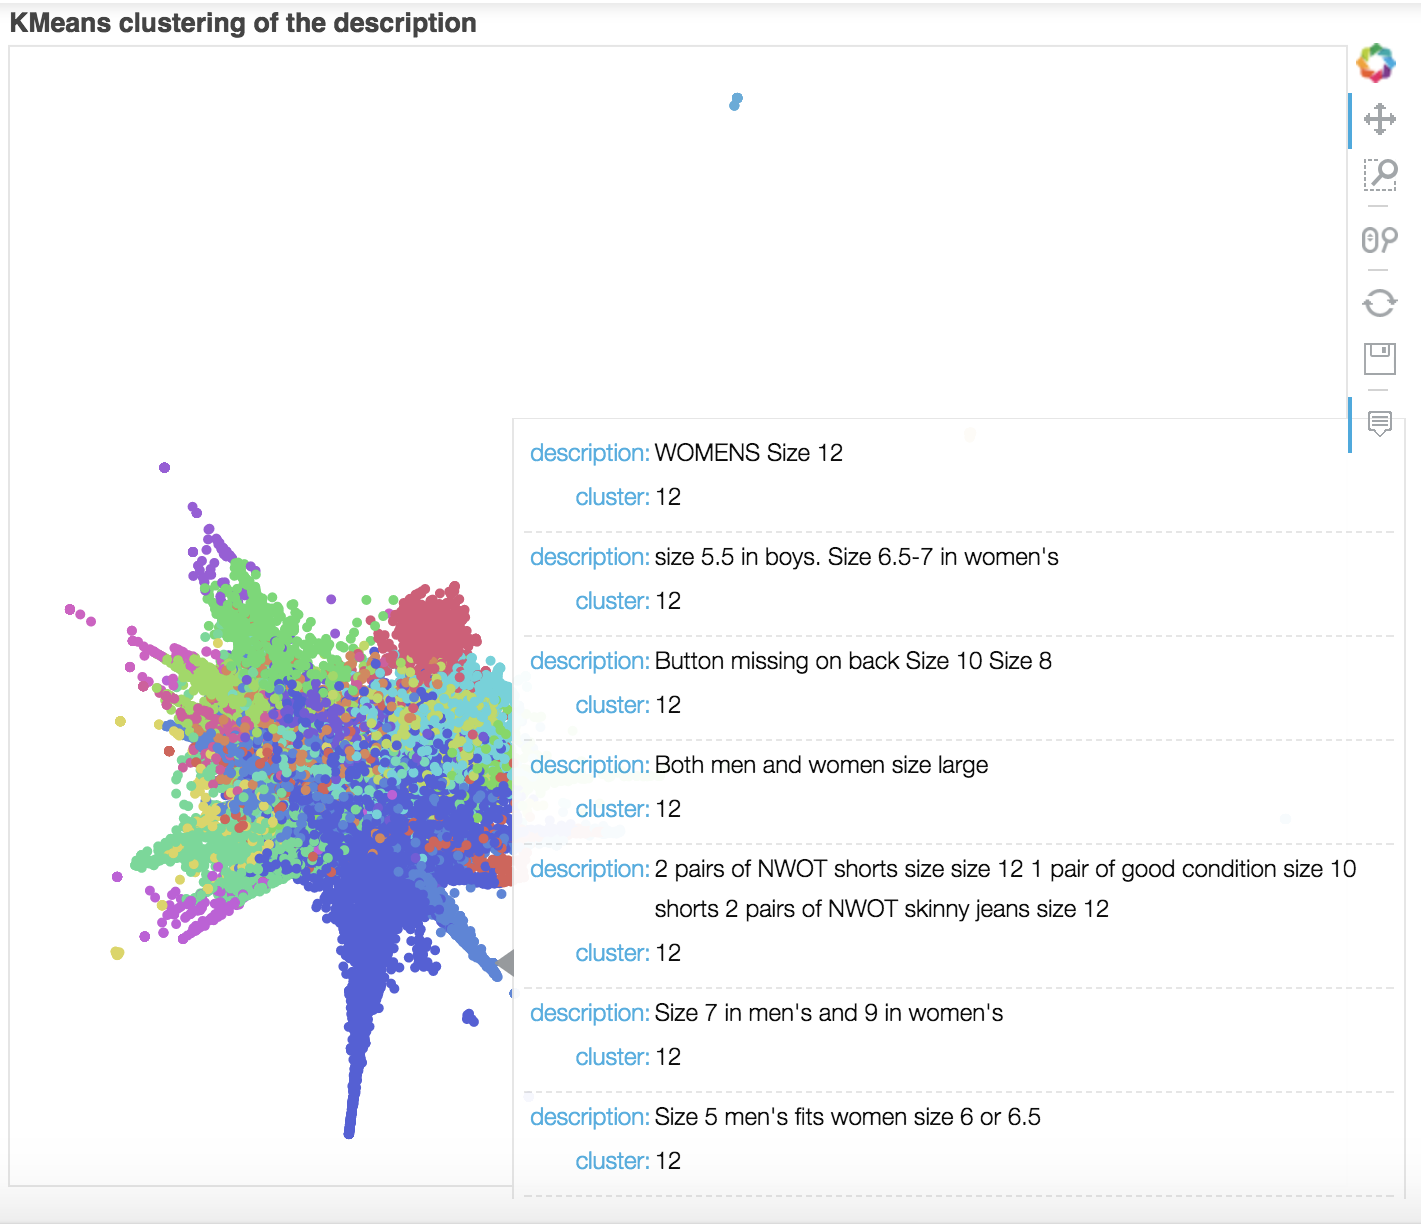 KMeans clustering of the description
description: WOMENS Size 12
cluster: 12
description: size 5.5 in boys. Size 6.5-7 in women's
cluster: 12
description: Button missing on back Size 10 Size 8
cluster: 12
description: Both men and women size large
cluster: 12
description: 2 pairs of NWOT shorts size size 12 1 pair of good condition size 10
shorts 2 pairs of NWOT skinny jeans size 12
cluster: 12
description: Size 7 in men's and 9 in women's
cluster: 12
description: Size 5 men's fits women size 6 or 6.5
cluster: 12